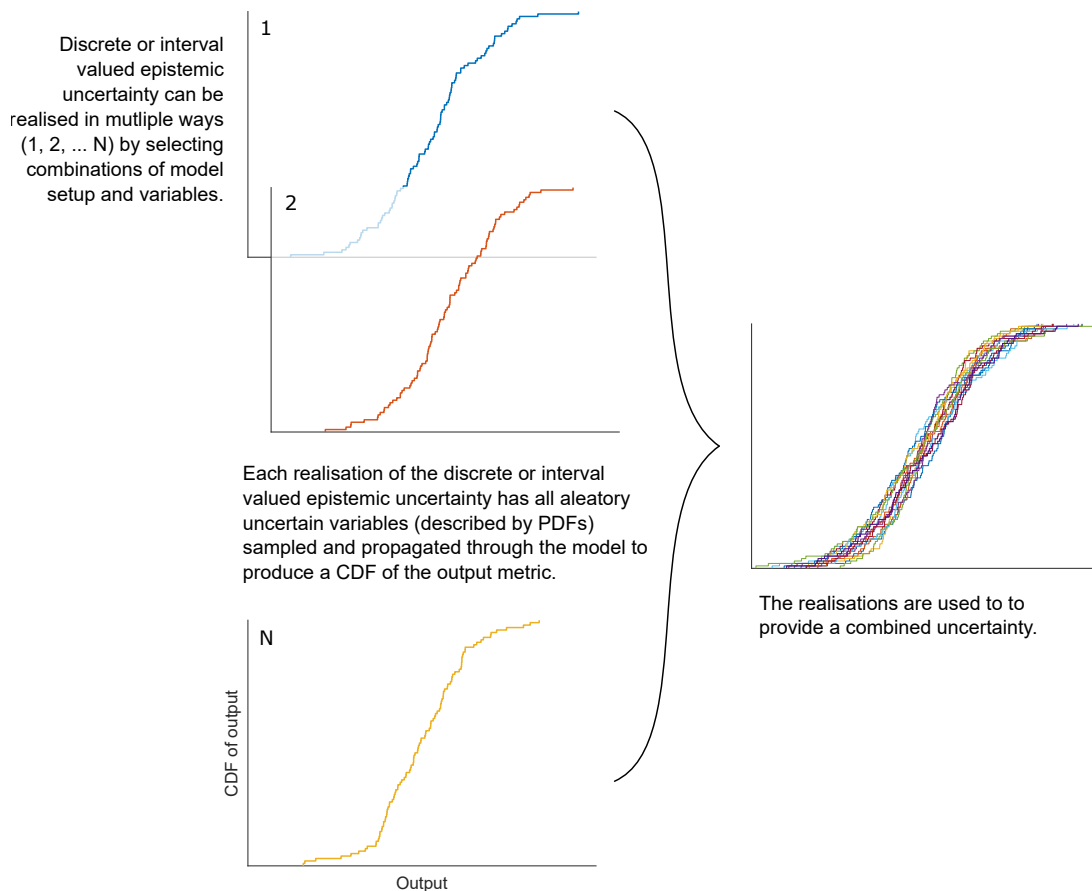 1
Discrete or interval
valued epistemic
uncertainty can be
realised in mutliple ways
(1, 2, ... N) by selecting
combinations of model
setup and variables.
2
Each realisation of the discrete or interval
valued epistemic uncertainty has all aleatory
uncertain variables (described by PDFs)
sampled and propagated through the model to
produce a CDF of the output metric.
The realisations are used to to
provide a combined uncertainty.
N
CDF of output
Output